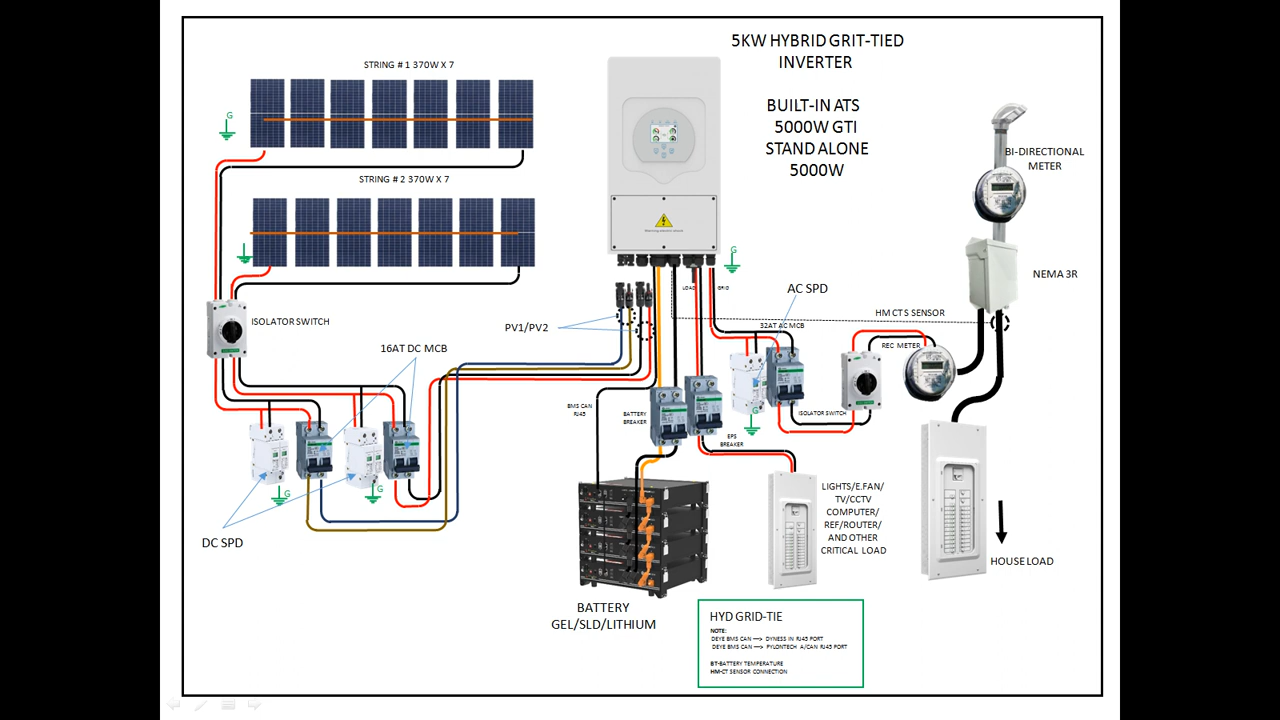 5KW HYBRID GRIT-TIED
INVERTER
BUILT-IN ATS
5000W GTI
STAND ALONE
5000W
STRING # 1 370W X 7
G
STRING # 2 370W X 7
G
ISOLATOR SWITCH
16AT DC MCB
PV1/PV2
G
DC SPD
BMS CAN
RJ45
BATTERY
BREAKER
LOAD
GRID
G
AC SPD
32AT AC MCB
HM CT S SENSOR
REC METER
ISOLATOR SWITCH
G
G
EPS
BREAKER
BI-DIRECTIONAL
METER
NEMA 3R
LIGHTS/E.FAN/
TV/CCTV
COMPUTER/
REF/ROUTER/
AND OTHER
CRITICAL LOAD
HOUSE LOAD
BATTERY
GEL/SLD/LITHIUM
HYD GRID-TIE
NOTE:
DEYE BMS CAN ---> DYNESS IN RJ45 PORT
DEYE BMS CAN ---> PYLONTECH A/CAN RJ45 PORT
BT-BATTERY TEMPERATURE
HM-CT SENSOR CONNECTION